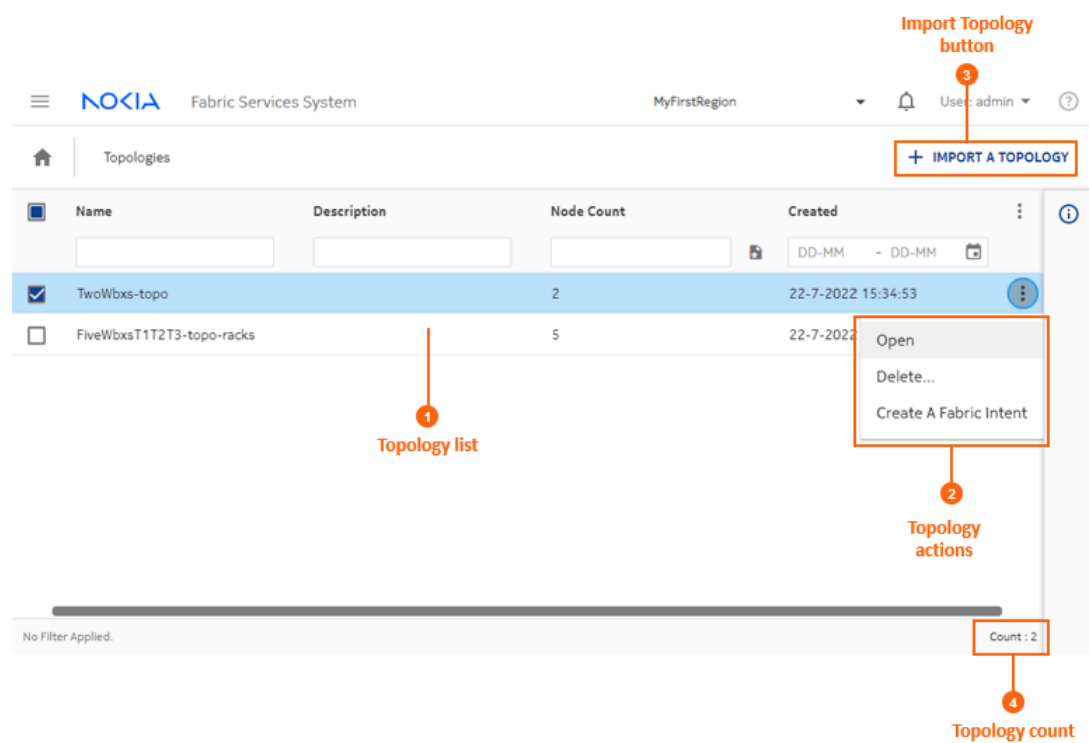 Import Topology
button
3
NOKIA Fabric Services System MyFirstRegion User: admin ?
Topologies + IMPORT A TOPOLOGY
Name Description Node Count Created
DD-MM - DD-MM
TwoWbxs-topo 2 22-7-2022 15:34:53
FiveWbxsT1T2T3-topo-racks 5 22-7-2022
Open
Delete...
Create A Fabric Intent
1
Topology list
2
Topology
actions
No Filter Applied. Count : 2
4
Topology count